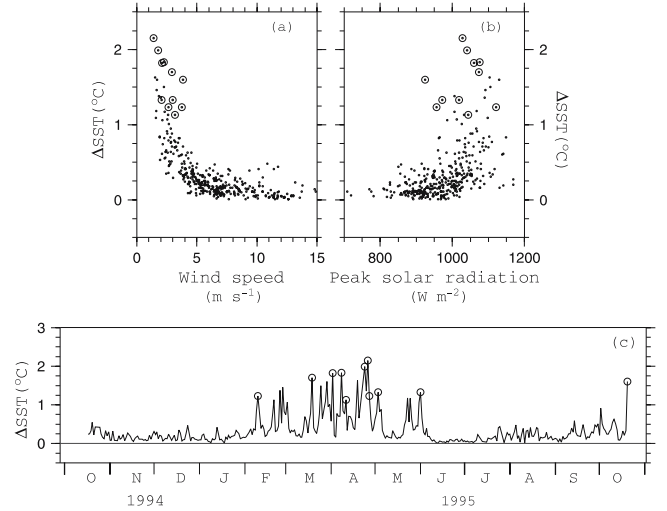 (a)
(b)
2
1
0
ΔSST(°C)
ΔSST(°C)
2
1
0
0 5 10 15
800 1000 1200
Wind speed
(m s⁻¹)
Peak solar radiation
(W m⁻²)
(c)
3
2
1
0
ΔSST(°C)
O N D J F M A M J J A S O
1994
1995